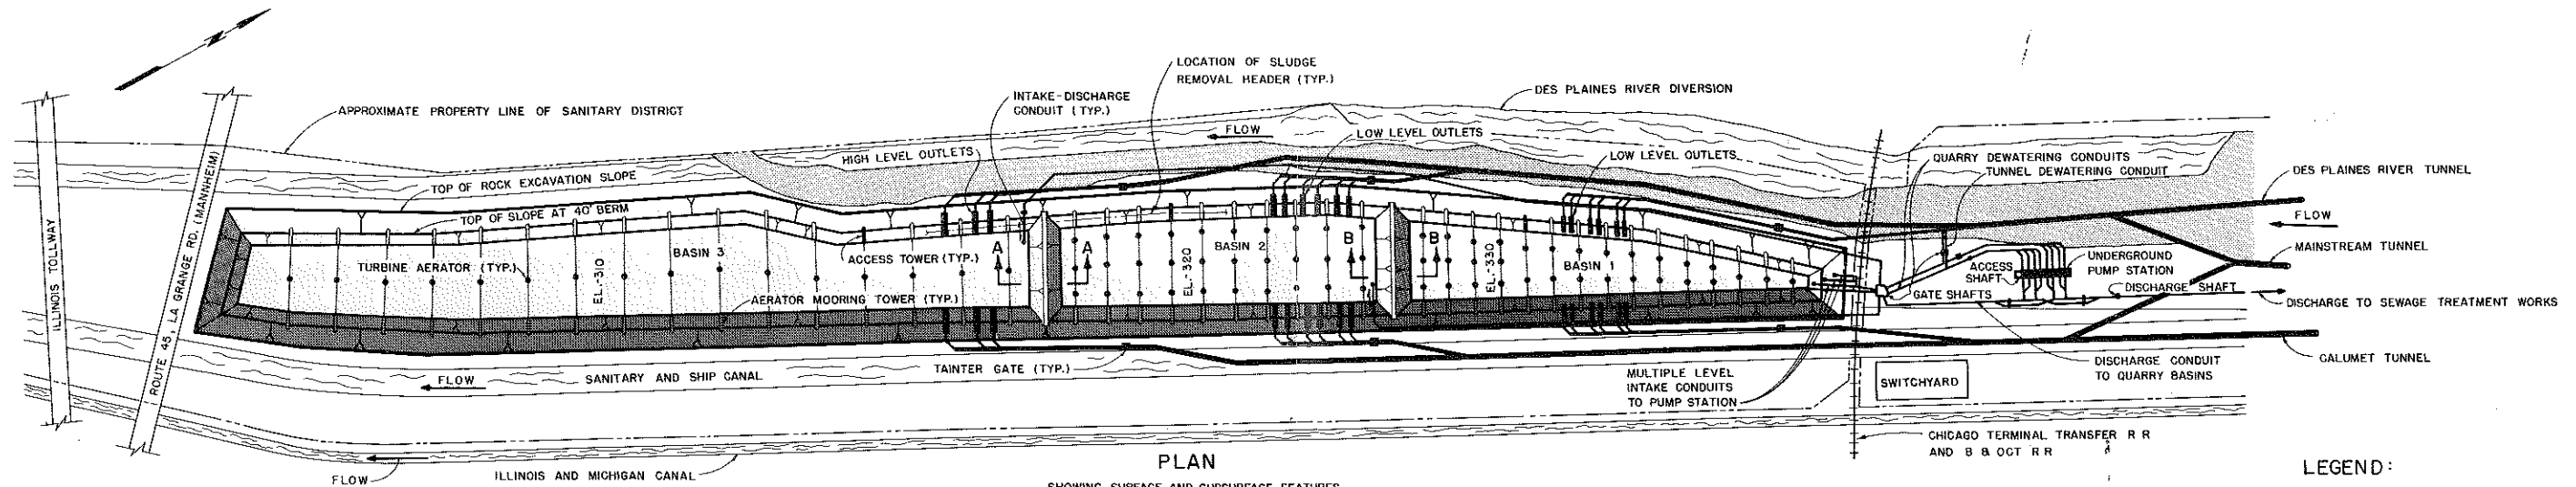 N
LOCATION OF SLUDGE
REMOVAL HEADER (TYP.)
INTAKE-DISCHARGE
CONDUIT (TYP.)
DES PLAINES RIVER DIVERSION
APPROXIMATE PROPERTY LINE OF SANITARY DISTRICT
FLOW
LOW LEVEL OUTLETS
HIGH LEVEL OUTLETS
LOW LEVEL OUTLETS
QUARRY DEWATERING CONDUITS
TUNNEL DEWATERING CONDUIT
DES PLAINES RIVER TUNNEL
TOP OF ROCK EXCAVATION SLOPE
TOP OF SLOPE AT 40' BERM
FLOW
ILLINOIS TOLLWAY
ROUTE 45, LA GRANGE RD. (MANNHEIM)
BASIN 3
A
A
BASIN 2
B
B
BASIN 1
MAINSTREAM TUNNEL
TURBINE AERATOR (TYP.)
ACCESS TOWER (TYP.)
EL.-310
EL.-320
EL.-330
ACCESS
SHAFT
UNDERGROUND
PUMP STATION
DISCHARGE SHAFT
GATE SHAFTS
AERATOR MOORING TOWER (TYP.)
DISCHARGE TO SEWAGE TREATMENT WORKS
FLOW
SANITARY AND SHIP CANAL
TAINTER GATE (TYP.)
MULTIPLE LEVEL
INTAKE CONDUITS
TO PUMP STATION
SWITCHYARD
DISCHARGE CONDUIT
TO QUARRY BASINS
CALUMET TUNNEL
CHICAGO TERMINAL TRANSFER R R
AND B & OCT R R
FLOW
ILLINOIS AND MICHIGAN CANAL
PLAN
SHOWING SURFACE AND SUBSURFACE FEATURES
LEGEND: